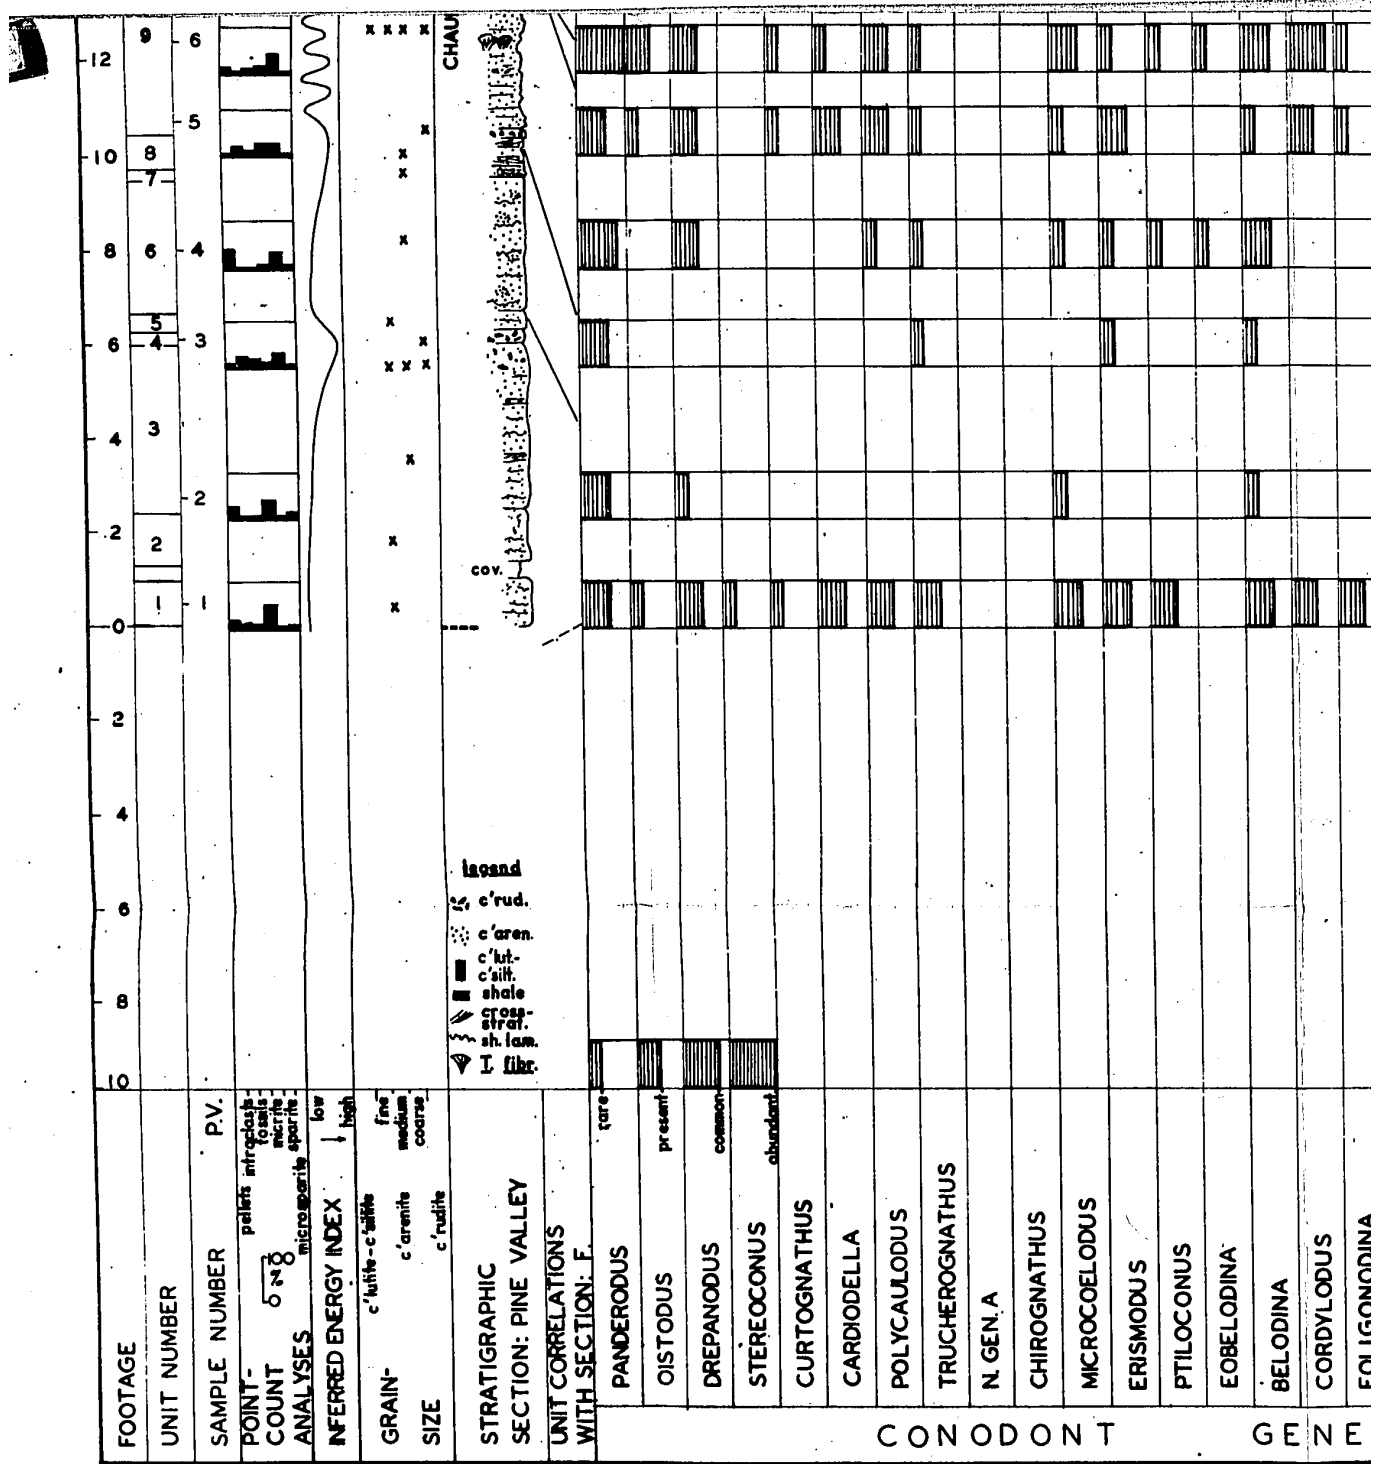 CHAU
12
10
8
6
4
2
0
2
4
6
8
10
9
8
7
6
5
4
3
2
1
6
5
4
3
2
1
x x x x
x
x
x
x
x
x
x x x
x
x
x
cov.
legend
c'rud.
c'aren.
c'lut.-
c'silt.
shale
cross-
strat.
sh. lam.
T. fibr.
FOOTAGE
UNIT NUMBER
SAMPLE NUMBER P.V.
POINT-
COUNT
ANALYSES
0 20
pellets
intraclasts
fossils
micrite
sparite
microsparite
INFERRED ENERGY INDEX
low
high
GRAIN-
SIZE
c'lutite-c'siltite
c'arenite
c'rudite
fine
medium
coarse
STRATIGRAPHIC
SECTION: PINE VALLEY
UNIT CORRELATIONS
WITH SECTION: F.
rare
present
common
abundant
PANDERODUS
OISTODUS
DREPANODUS
STEREOCONUS
CURTOGNATHUS
CARDIODELLA
POLYCAULODUS
TRUCHEROGNATHUS
N. GEN. A
CHIROGNATHUS
MICROCOELODUS
ERISMODUS
PTILOCONUS
EOBELODINA
BELODINA
CORDYLODUS
EOLIGONODINA
CONODONT GENE